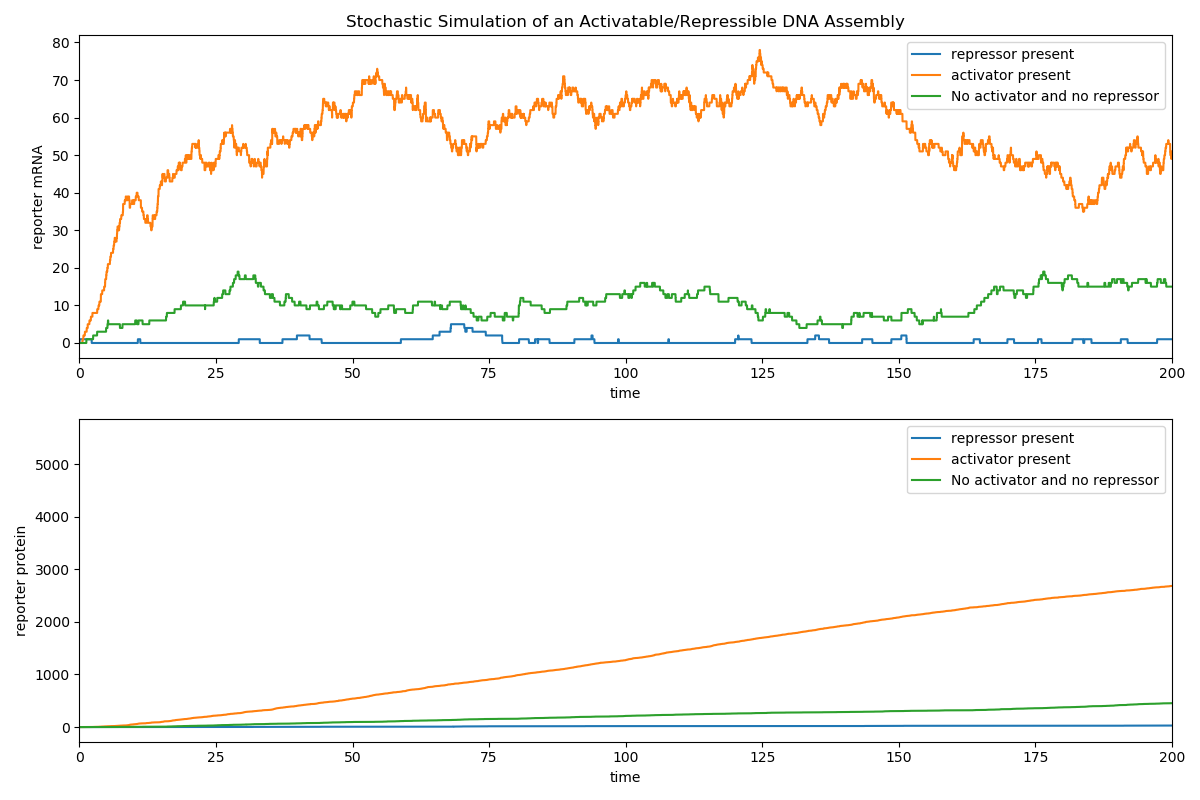 Stochastic Simulation of an Activatable/Repressible DNA Assembly
80
70
60
50
40
30
20
10
0
reporter mRNA
repressor present
activator present
No activator and no repressor
0 25 50 75 100 125 150 175 200
time
5000
4000
3000
2000
1000
0
reporter protein
repressor present
activator present
No activator and no repressor
0 25 50 75 100 125 150 175 200
time